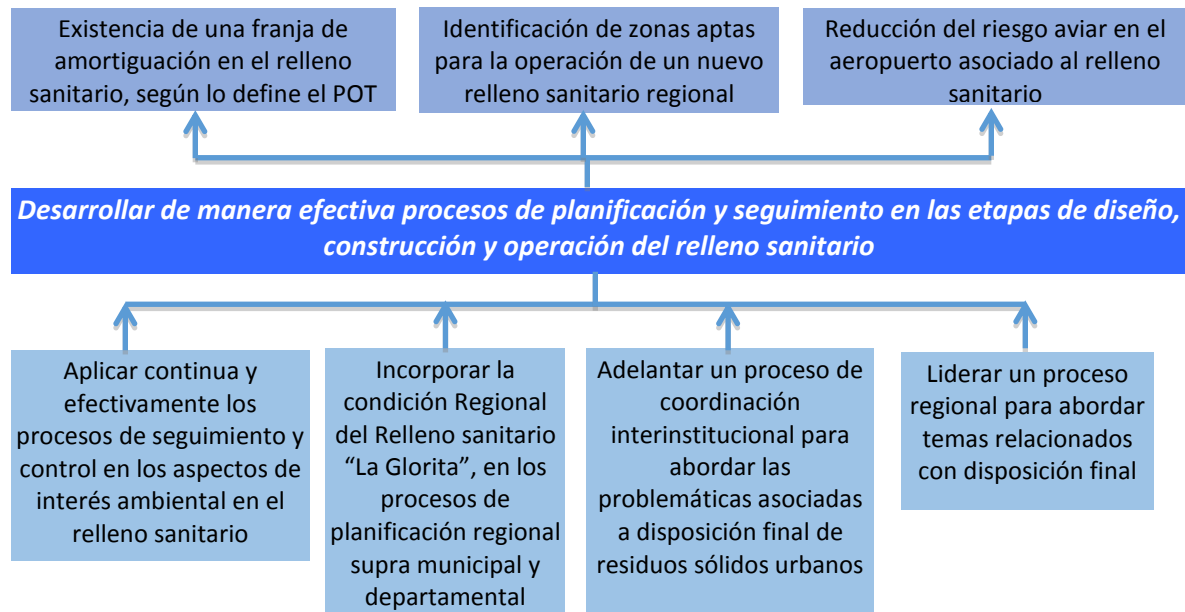 Existencia de una franja de
amortiguación en el relleno
sanitario, según lo define el POT
Identificación de zonas aptas
para la operación de un nuevo
relleno sanitario regional
Reducción del riesgo aviar en el
aeropuerto asociado al relleno
sanitario
Desarrollar de manera efectiva procesos de planificación y seguimiento en las etapas de diseño,
construcción y operación del relleno sanitario
Aplicar continua y
efectivamente los
procesos de seguimiento y
control en los aspectos de
interés ambiental en el
relleno sanitario
Incorporar la
condición Regional
del Relleno sanitario
“La Glorita”, en los
procesos de
planificación regional
supra municipal y
departamental
Adelantar un proceso de
coordinación
interinstitucional para
abordar las
problemáticas asociadas
a disposición final de
residuos sólidos urbanos
Liderar un proceso
regional para abordar
temas relacionados
con disposición final